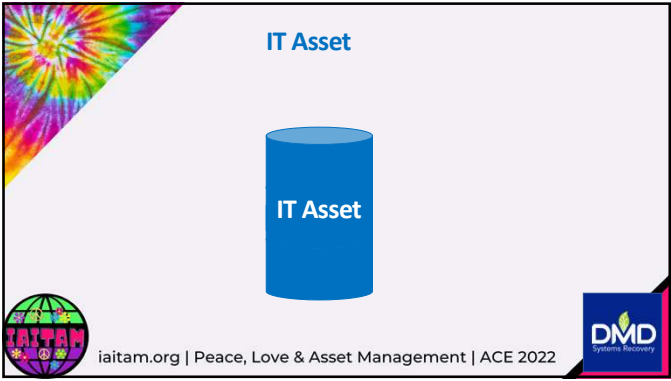 IT Asset
IT Asset
IAITAM
iaitam.org | Peace, Love & Asset Management | ACE 2022
DMD
Systems Recovery